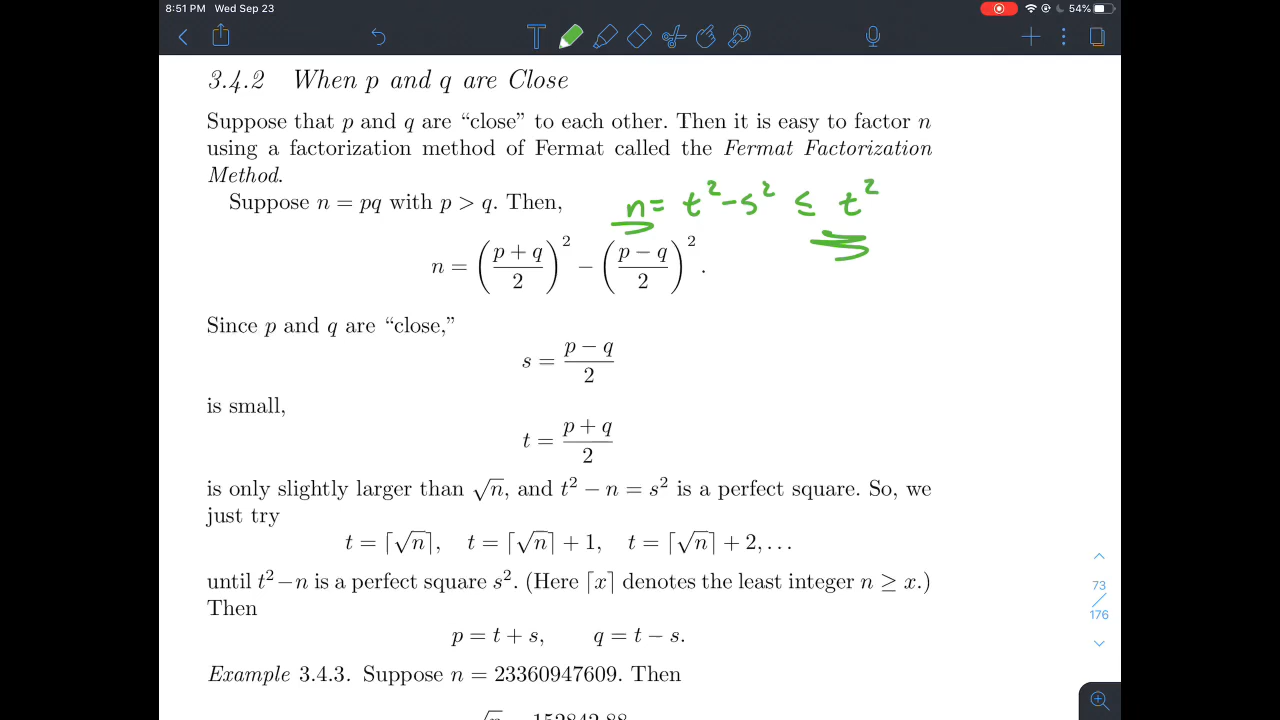 8:51 PM Wed Sep 23
54%
3.4.2 When p and q are Close
Suppose that p and q are “close” to each other. Then it is easy to factor n
using a factorization method of Fermat called the Fermat Factorization
Method.
Suppose n = pq with p > q. Then,
n = t² - s² ≤ t²
n = ((p + q)/2)² − ((p − q)/2)².
Since p and q are “close,”
s = (p − q)/2
is small,
t = (p + q)/2
is only slightly larger than √n, and t² − n = s² is a perfect square. So, we
just try
t = ⌈√n⌉, t = ⌈√n⌉ + 1, t = ⌈√n⌉ + 2, . . .
until t² − n is a perfect square s². (Here ⌈x⌉ denotes the least integer n ≥ x.)
Then
p = t + s, q = t − s.
Example 3.4.3. Suppose n = 23360947609. Then
√n = 152842.88
73
/
176